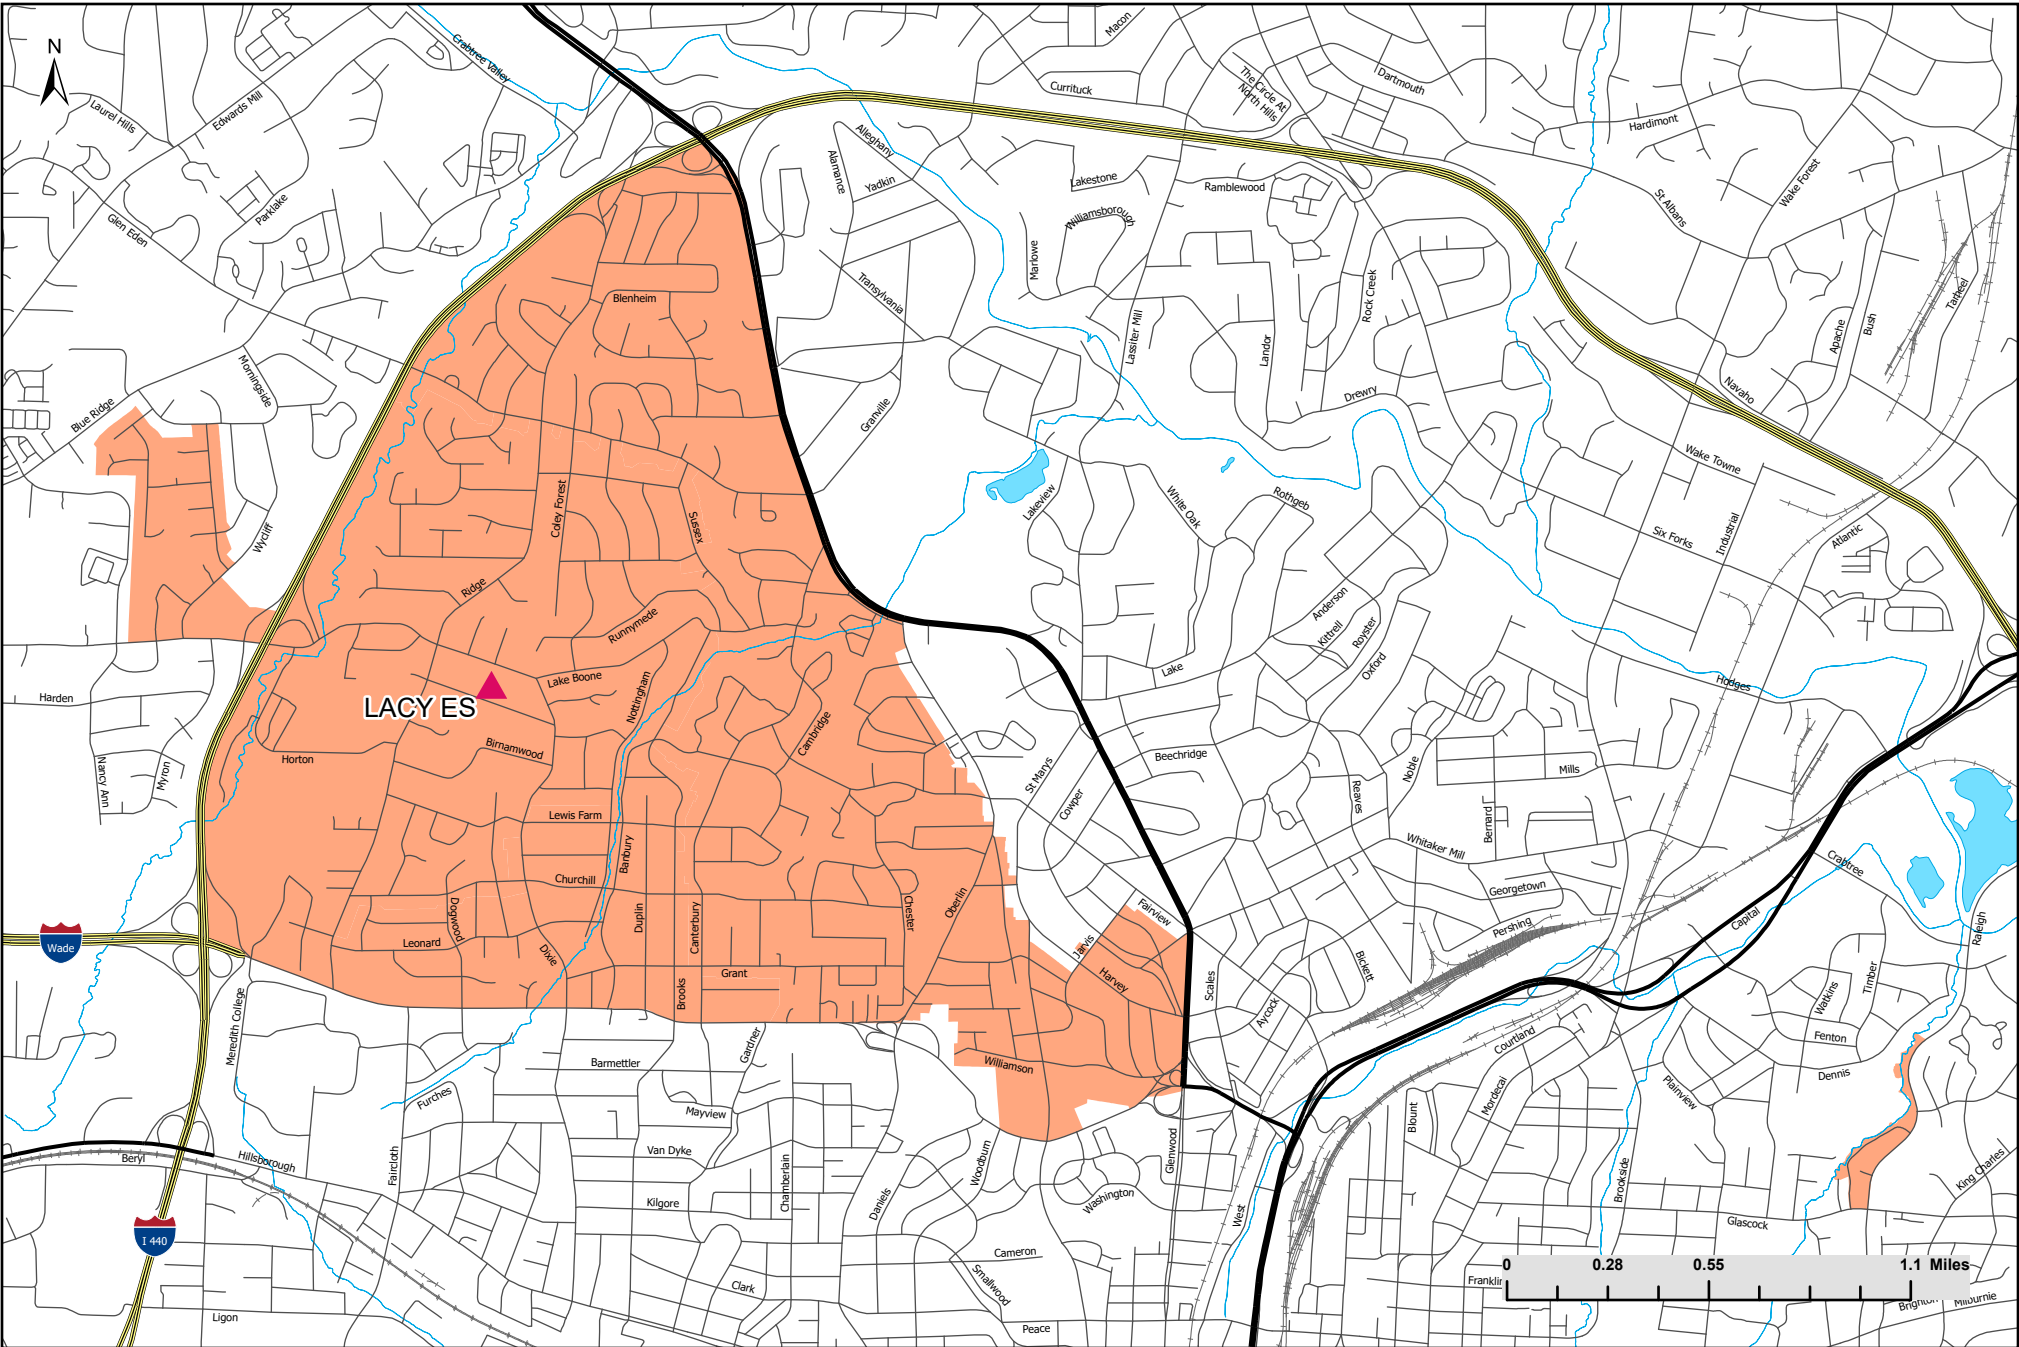 N
Crabtree Valley
Macon
Laurel Hills
Edwards Mill
Currituck
The Circle At
North Hills
Dartmouth
Hardimont
Alleghany
Alamance
Yadkin
Lakestone
Ramblewood
Wake Forest
St Albans
Parklake
Glen Eden
Williamsborough
Marlowe
Transylvania
Blenheim
Lassiter Mill
Landor
Rock Creek
Tarheel
Bush
Apache
Navaho
Morningside
Blue Ridge
Granville
Drewry
Wake Towne
Wycliff
Coley Forest
Sussex
Lakeview
White Oak
Rothgeb
Six Forks
Industrial
Atlantic
Ridge
Runnymede
Anderson
Kittrell
Royster
Oxford
Lake
Hodges
Harden
LACY ES
Lake Boone
Nottingham
Cambridge
Birnamwood
Horton
Nancy Ann
Myron
St Marys
Cowper
Beechridge
Reaves
Noble
Mills
Bernard
Lewis Farm
Banbury
Whitaker Mill
Georgetown
Crabtree
Churchill
Dogwood
Duplin
Canterbury
Chester
Oberlin
Fairview
Jarvis
Harvey
Pershing
Capital
Raleigh
Wade
Leonard
Dixie
Grant
Brooks
Scales
Bickett
Aycock
Watkins
Timber
Fenton
Dennis
Meredith College
Gardner
Barmettler
Williamson
Courtland
Mordecai
Plainview
Furches
Mayview
Blount
Beryl
Hillsborough
Faircloth
Van Dyke
Chamberlain
Woodburn
Glenwood
Washington
Brookside
King Charles
Kilgore
Daniels
West
Glascock
I 440
Cameron
Smallwood
Clark
Ligon
Peace
Franklin
0
0.28
0.55
1.1 Miles
Brighton
Milburnie